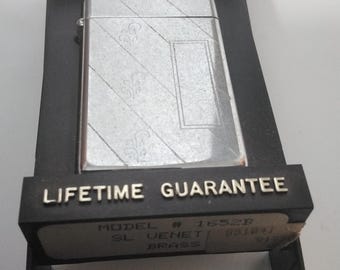 LIFETIME GUARANTEE
MODEL # 1652B
SL VENET
BRASS